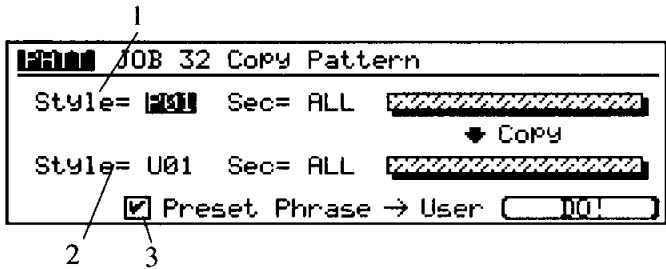 1
PATT JOB 32 Copy Pattern
Style= P01 Sec= ALL
Copy
Style= U01 Sec= ALL
Preset Phrase → User DO!
2 3